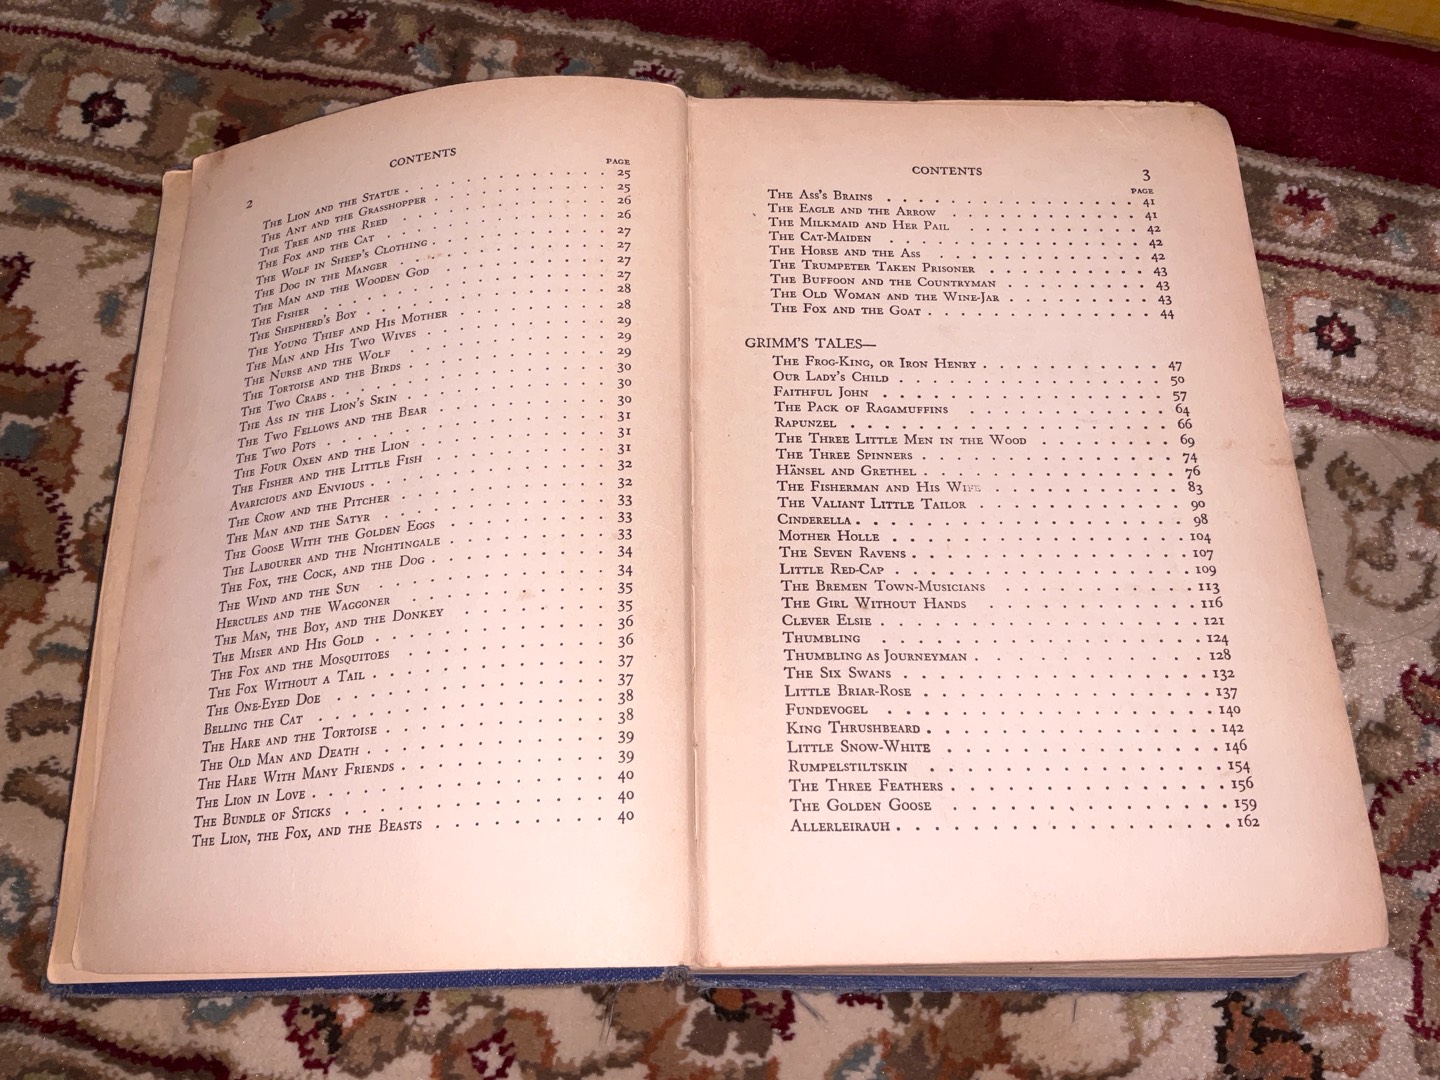 2 CONTENTS
PAGE
The Lion and the Statue . . . . . . . . . . . . 25
The Ant and the Grasshopper . . . . . . . . . . . 25
The Tree and the Reed . . . . . . . . . . . . 26
The Fox and the Cat . . . . . . . . . . . . 26
The Wolf in Sheep's Clothing . . . . . . . . . . . 27
The Dog in the Manger . . . . . . . . . . . . 27
The Man and the Wooden God . . . . . . . . . . . 27
The Fisher . . . . . . . . . . . . . . 27
The Shepherd's Boy . . . . . . . . . . . . . 28
The Young Thief and His Mother . . . . . . . . . . 28
The Man and His Two Wives . . . . . . . . . . . 29
The Nurse and the Wolf . . . . . . . . . . . . 29
The Tortoise and the Birds . . . . . . . . . . . 29
The Two Crabs . . . . . . . . . . . . . . 30
The Ass in the Lion's Skin . . . . . . . . . . . 30
The Two Fellows and the Bear . . . . . . . . . . . 30
The Two Pots . . . . . . . . . . . . . . 31
The Four Oxen and the Lion . . . . . . . . . . . 31
The Fisher and the Little Fish . . . . . . . . . . 31
Avaricious and Envious . . . . . . . . . . . . 32
The Crow and the Pitcher . . . . . . . . . . . . 32
The Man and the Satyr . . . . . . . . . . . . 33
The Goose With the Golden Eggs . . . . . . . . . . 33
The Labourer and the Nightingale . . . . . . . . . . 33
The Fox, the Cock, and the Dog . . . . . . . . . . 34
The Wind and the Sun . . . . . . . . . . . . 34
Hercules and the Waggoner . . . . . . . . . . . 35
The Man, the Boy, and the Donkey . . . . . . . . . . 35
The Miser and His Gold . . . . . . . . . . . . 36
The Fox and the Mosquitoes . . . . . . . . . . . 36
The Fox Without a Tail . . . . . . . . . . . . 37
The One-Eyed Doe . . . . . . . . . . . . . 37
Belling the Cat . . . . . . . . . . . . . 38
The Hare and the Tortoise . . . . . . . . . . . 38
The Old Man and Death . . . . . . . . . . . . 39
The Hare With Many Friends . . . . . . . . . . . 39
The Lion in Love . . . . . . . . . . . . . 40
The Bundle of Sticks . . . . . . . . . . . . 40
The Lion, the Fox, and the Beasts . . . . . . . . . 40
CONTENTS 3
PAGE
The Ass's Brains . . . . . . . . . . . . . 41
The Eagle and the Arrow . . . . . . . . . . . 41
The Milkmaid and Her Pail . . . . . . . . . . . 42
The Cat-Maiden . . . . . . . . . . . . . 42
The Horse and the Ass . . . . . . . . . . . . 42
The Trumpeter Taken Prisoner . . . . . . . . . . 43
The Buffoon and the Countryman . . . . . . . . . . 43
The Old Woman and the Wine-Jar . . . . . . . . . . 43
The Fox and the Goat . . . . . . . . . . . . 44
GRIMM'S TALES—
The Frog-King, or Iron Henry . . . . . . . . . . 47
Our Lady's Child . . . . . . . . . . . . . 50
Faithful John . . . . . . . . . . . . . . 57
The Pack of Ragamuffins . . . . . . . . . . . 64
Rapunzel . . . . . . . . . . . . . . . 66
The Three Little Men in the Wood . . . . . . . . 69
The Three Spinners . . . . . . . . . . . . 74
Hänsel and Grethel . . . . . . . . . . . . 76
The Fisherman and His Wife . . . . . . . . . . 83
The Valiant Little Tailor . . . . . . . . . . . 90
Cinderella . . . . . . . . . . . . . . . 98
Mother Holle . . . . . . . . . . . . . . 104
The Seven Ravens . . . . . . . . . . . . . 107
Little Red-Cap . . . . . . . . . . . . . . 109
The Bremen Town-Musicians . . . . . . . . . . 113
The Girl Without Hands . . . . . . . . . . . 116
Clever Elsie . . . . . . . . . . . . . . 121
Thumbling . . . . . . . . . . . . . . . 124
Thumbling as Journeyman . . . . . . . . . . . 128
The Six Swans . . . . . . . . . . . . . . 132
Little Briar-Rose . . . . . . . . . . . . . 137
Fundevogel . . . . . . . . . . . . . . . 140
King Thrushbeard . . . . . . . . . . . . . 142
Little Snow-White . . . . . . . . . . . . . 146
Rumpelstiltskin . . . . . . . . . . . . . 154
The Three Feathers . . . . . . . . . . . . 156
The Golden Goose . . . . . . . . . . . . . 159
Allerleirauh . . . . . . . . . . . . . . 162